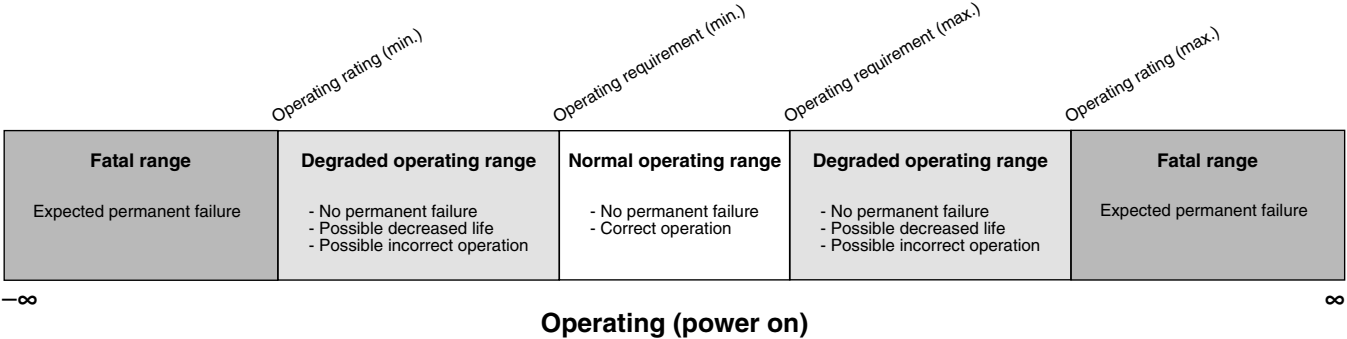 Operating rating (min.)
Operating requirement (min.)
Operating requirement (max.)
Operating rating (max.)
Fatal range
Degraded operating range
Normal operating range
Degraded operating range
Fatal range
Expected permanent failure
- No permanent failure
- Possible decreased life
- Possible incorrect operation
- No permanent failure
- Correct operation
- No permanent failure
- Possible decreased life
- Possible incorrect operation
Expected permanent failure
–∞
∞
Operating (power on)